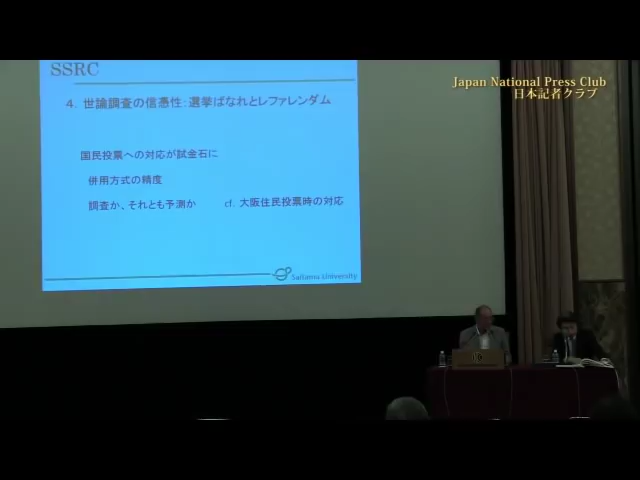 SSRC
Japan National Press Club
日本記者クラブ
4. 世論調査の信憑性：選挙ばなれとレファレンダム
国民投票への対応が試金石に
併用方式の精度
調査か、それとも予測か cf. 大阪住民投票時の対応
Saitama University